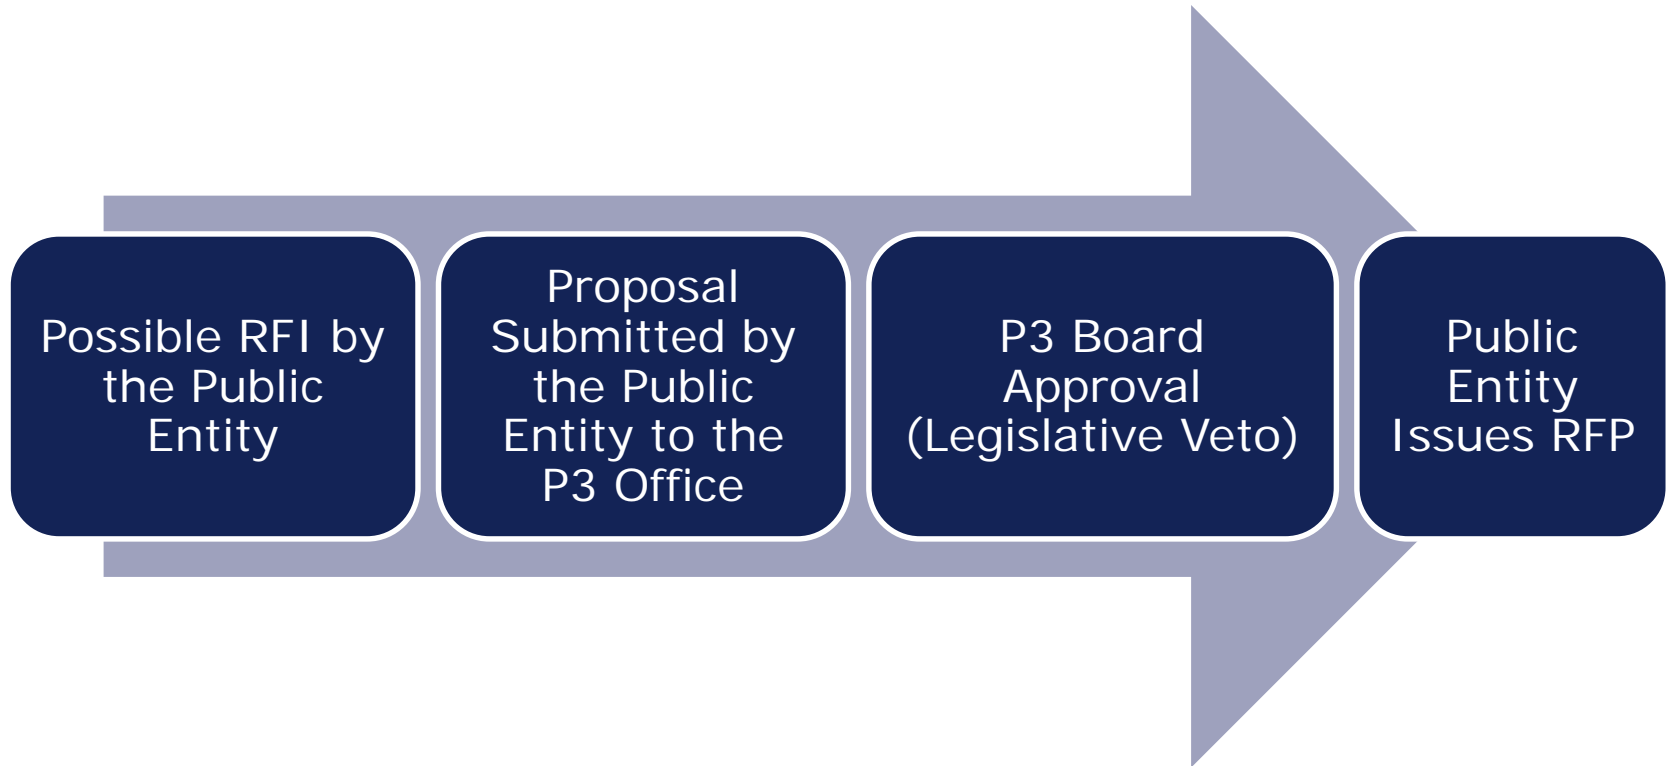 Possible RFI by
the Public
Entity
Proposal
Submitted by
the Public
Entity to the
P3 Office
P3 Board
Approval
(Legislative Veto)
Public
Entity
Issues RFP